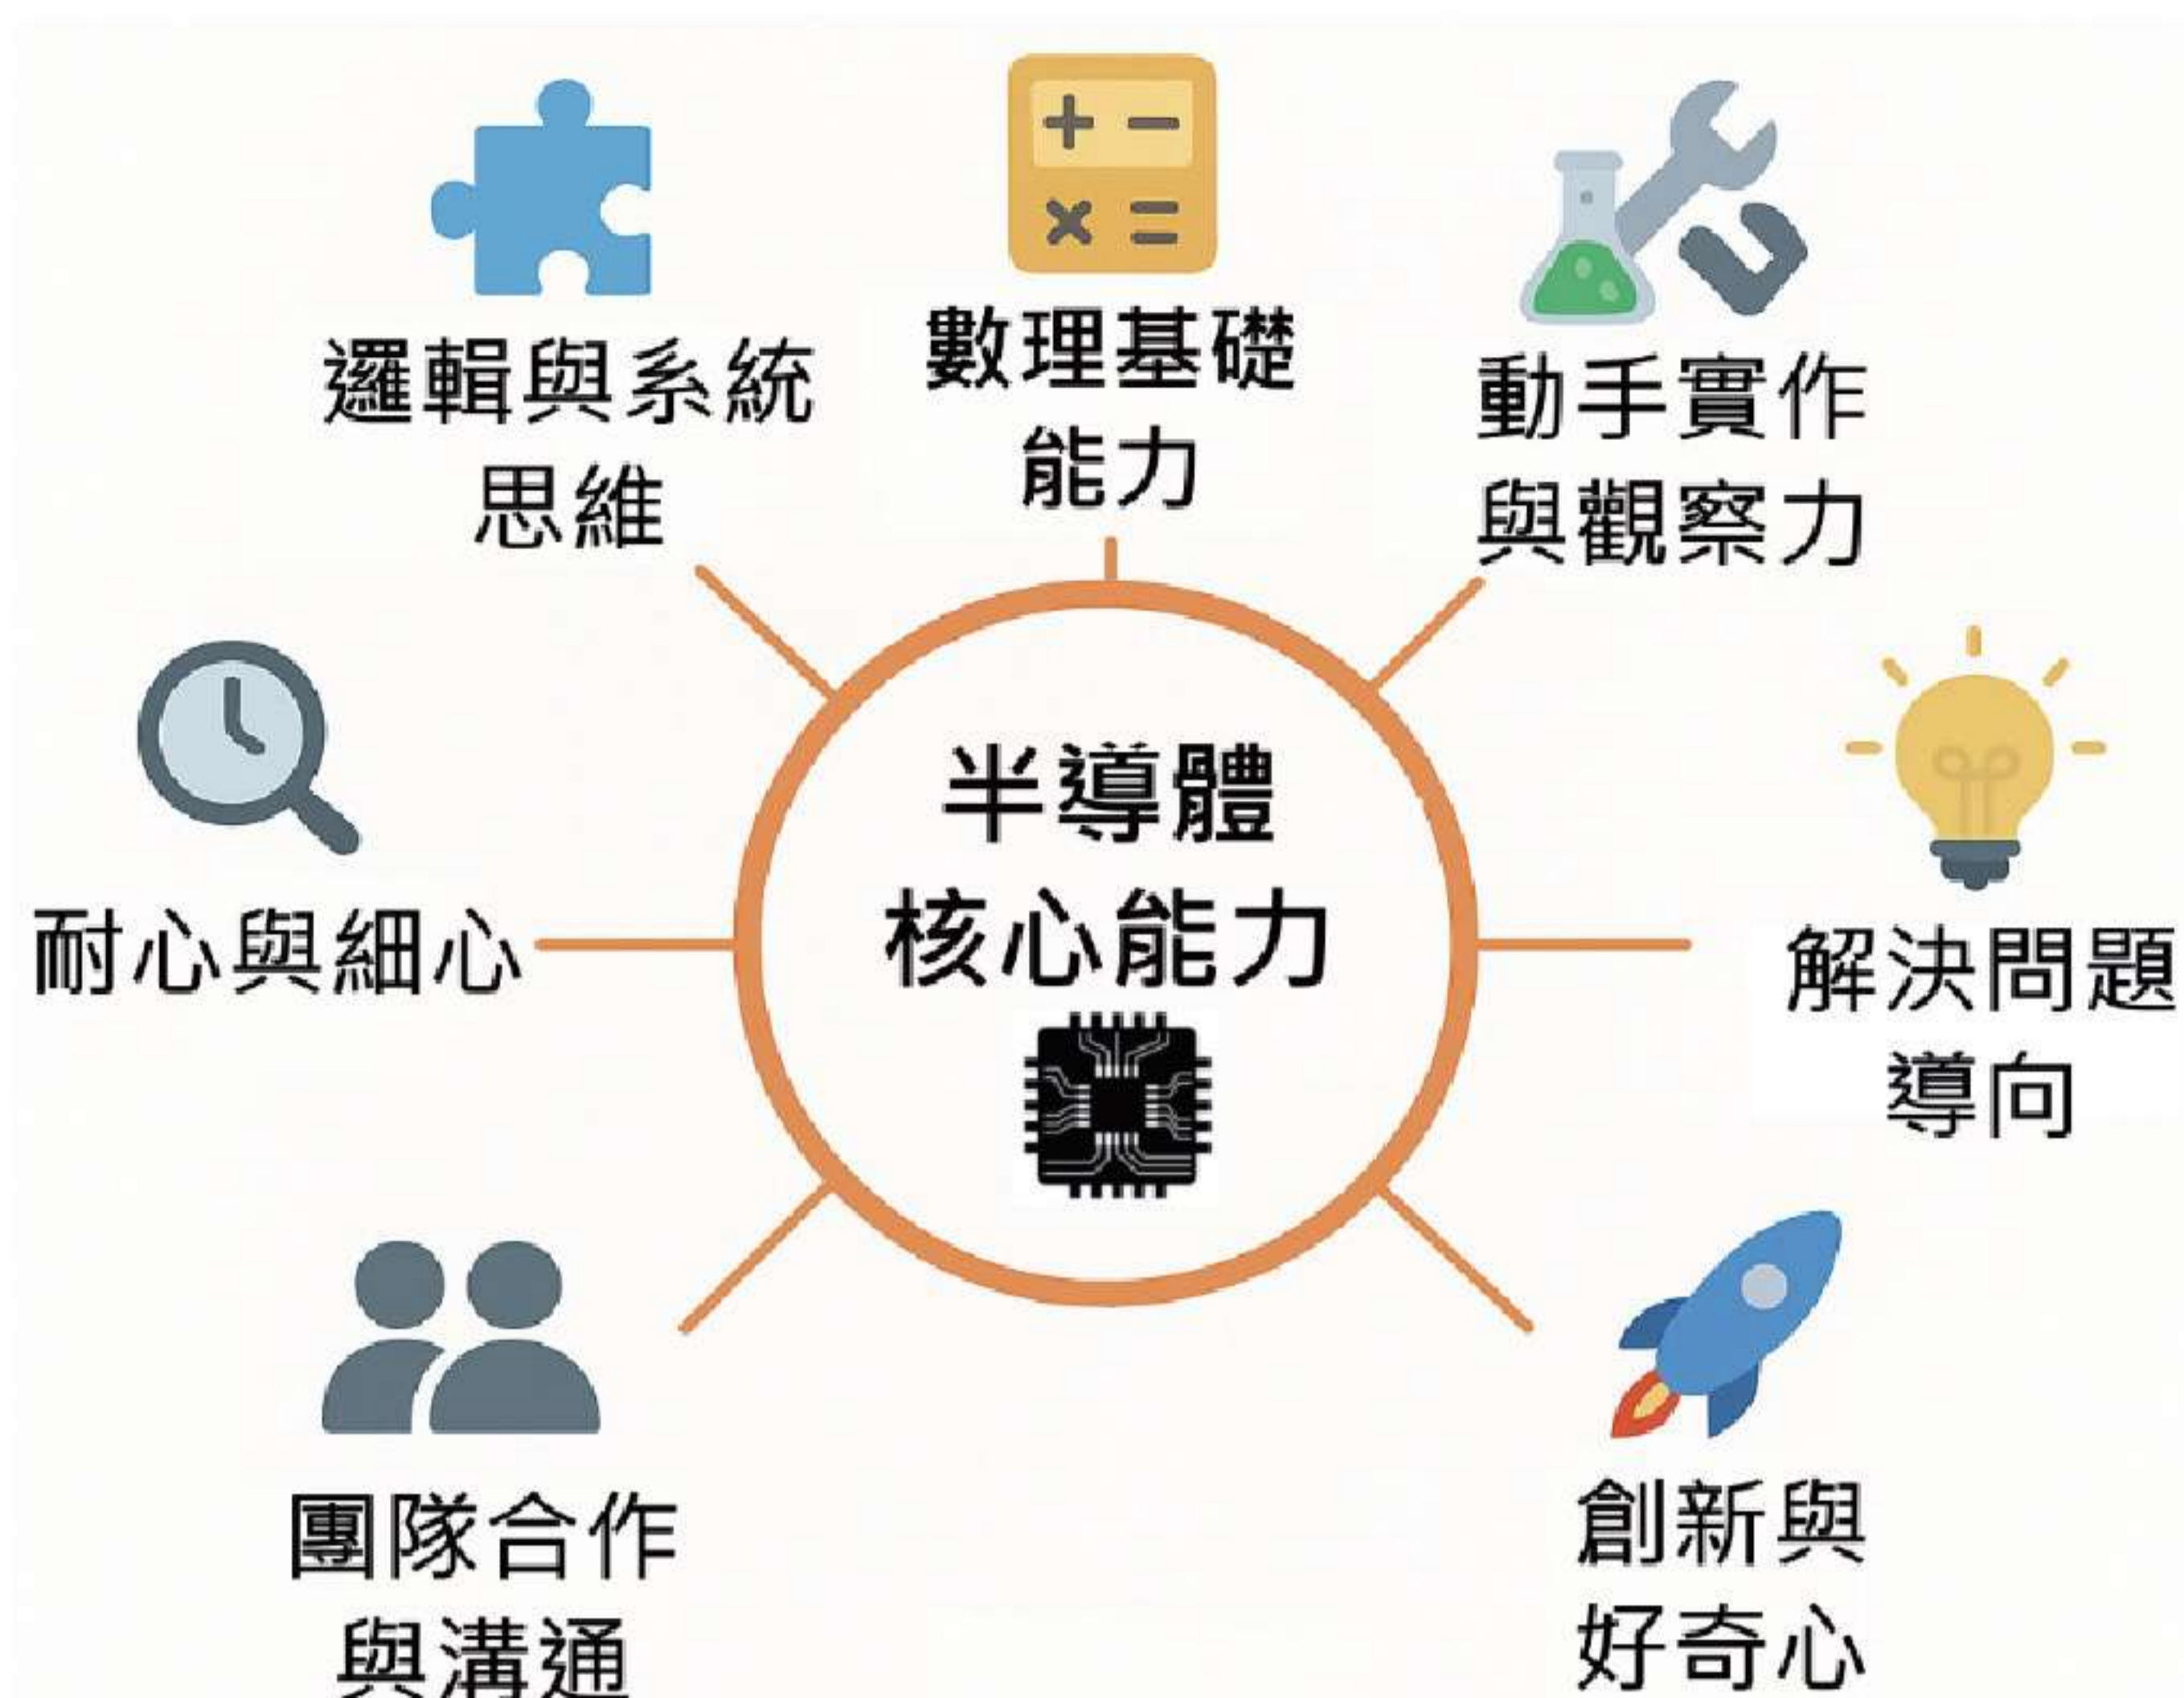 邏輯與系統
思維
數理基礎
能力
動手實作
與觀察力
耐心與細心
半導體
核心能力
解決問題
導向
團隊合作
與溝通
創新與
好奇心